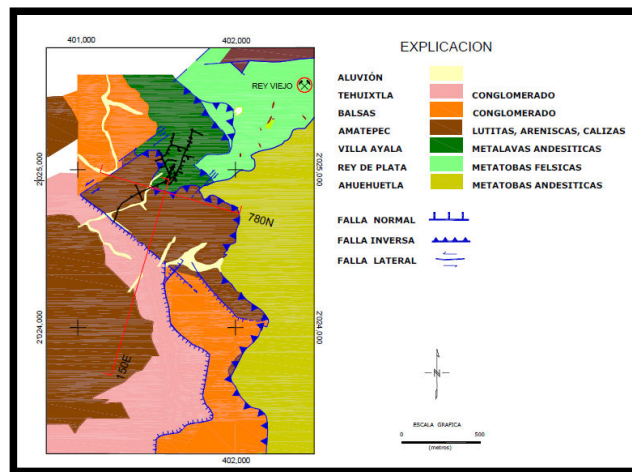 401,000
402,000
EXPLICACION
ALUVIÓN
TEHUIXTLA CONGLOMERADO
BALSAS CONGLOMERADO
AMATEPEC LUTITAS, ARENISCAS, CALIZAS
VILLA AYALA METALAVAS ANDESITICAS
REY DE PLATA METATOBAS FELSICAS
AHUEHUETLA METATOBAS ANDESITICAS
FALLA NORMAL
FALLA INVERSA
FALLA LATERAL
REY VIEJO
2'025,000
2'025,000
780N
2'024,000
2'024,000
150E
402,000
N
ESCALA GRAFICA
0 500
(metros)